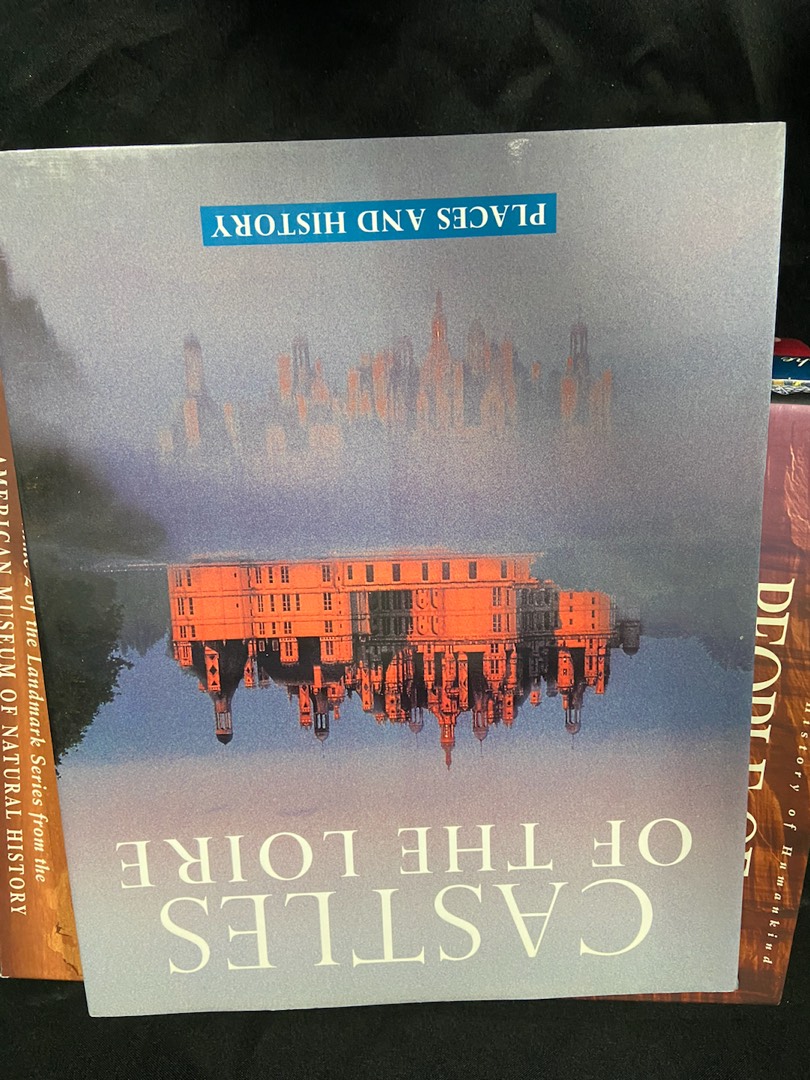 CASTLES
OF THE LOIRE
PLACES AND HISTORY
of the Landmark Series from the
AMERICAN MUSEUM OF NATURAL HISTORY
PEOPLE OF
History of Humankind
he